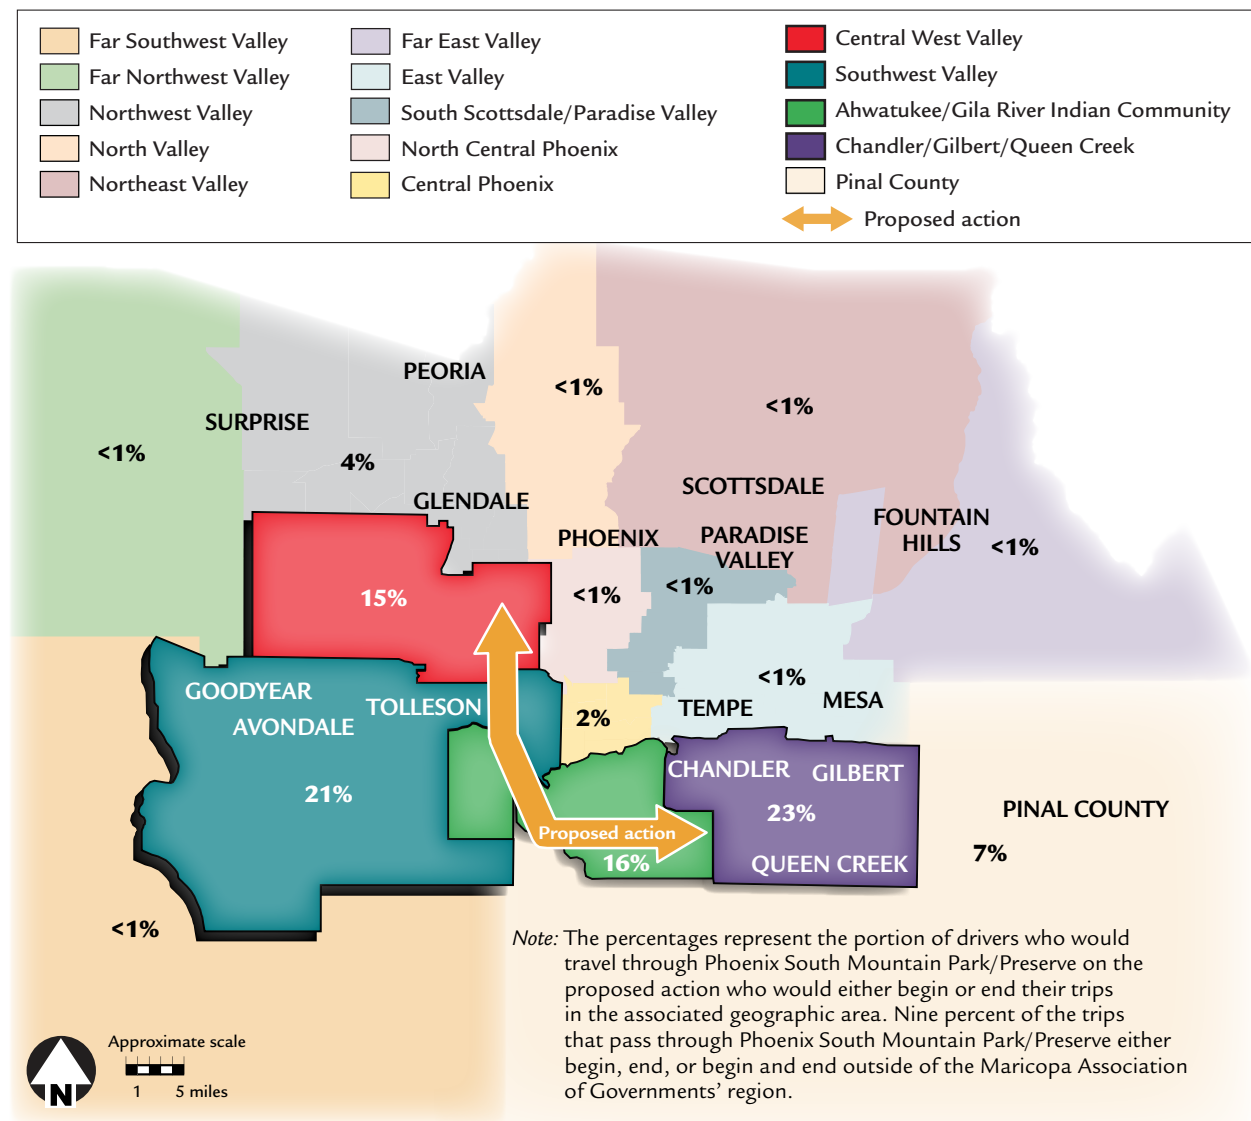 Far Southwest Valley
Far Northwest Valley
Northwest Valley
North Valley
Northeast Valley
Far East Valley
East Valley
South Scottsdale/Paradise Valley
North Central Phoenix
Central Phoenix
Central West Valley
Southwest Valley
Ahwatukee/Gila River Indian Community
Chandler/Gilbert/Queen Creek
Pinal County
Proposed action
PEORIA
<1%
<1%
SURPRISE
<1%
4%
SCOTTSDALE
GLENDALE
FOUNTAIN
HILLS
<1%
PHOENIX
PARADISE
VALLEY
15%
<1%
<1%
GOODYEAR
TOLLESON
AVONDALE
2%
<1%
TEMPE
MESA
CHANDLER
GILBERT
21%
23%
PINAL COUNTY
7%
Proposed action
16%
QUEEN CREEK
<1%
Note: The percentages represent the portion of drivers who would
travel through Phoenix South Mountain Park/Preserve on the
proposed action who would either begin or end their trips
in the associated geographic area. Nine percent of the trips
that pass through Phoenix South Mountain Park/Preserve either
begin, end, or begin and end outside of the Maricopa Association
of Governments' region.
Approximate scale
1 5 miles
N